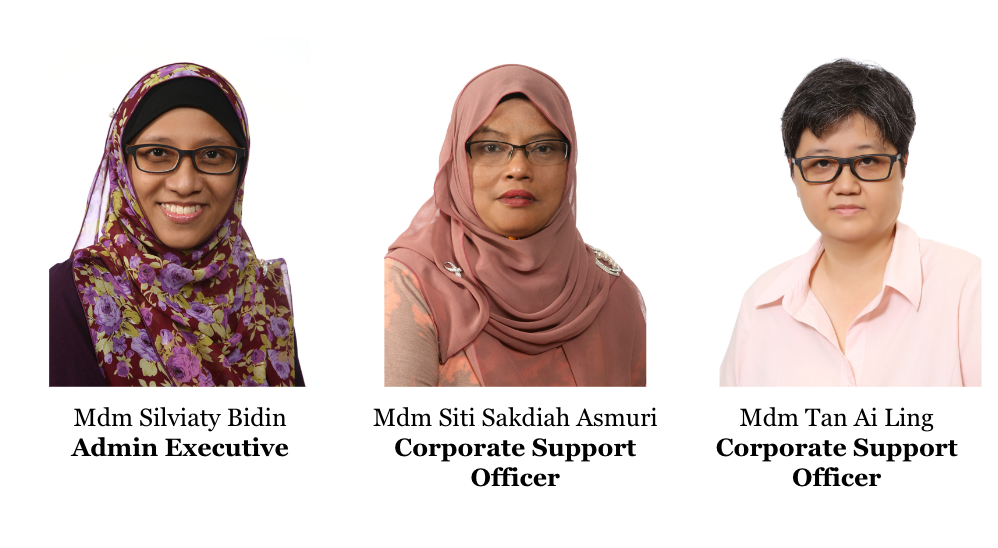 Mdm Silviaty Bidin
Admin Executive
Mdm Siti Sakdiah Asmuri
Corporate Support
Officer
Mdm Tan Ai Ling
Corporate Support
Officer